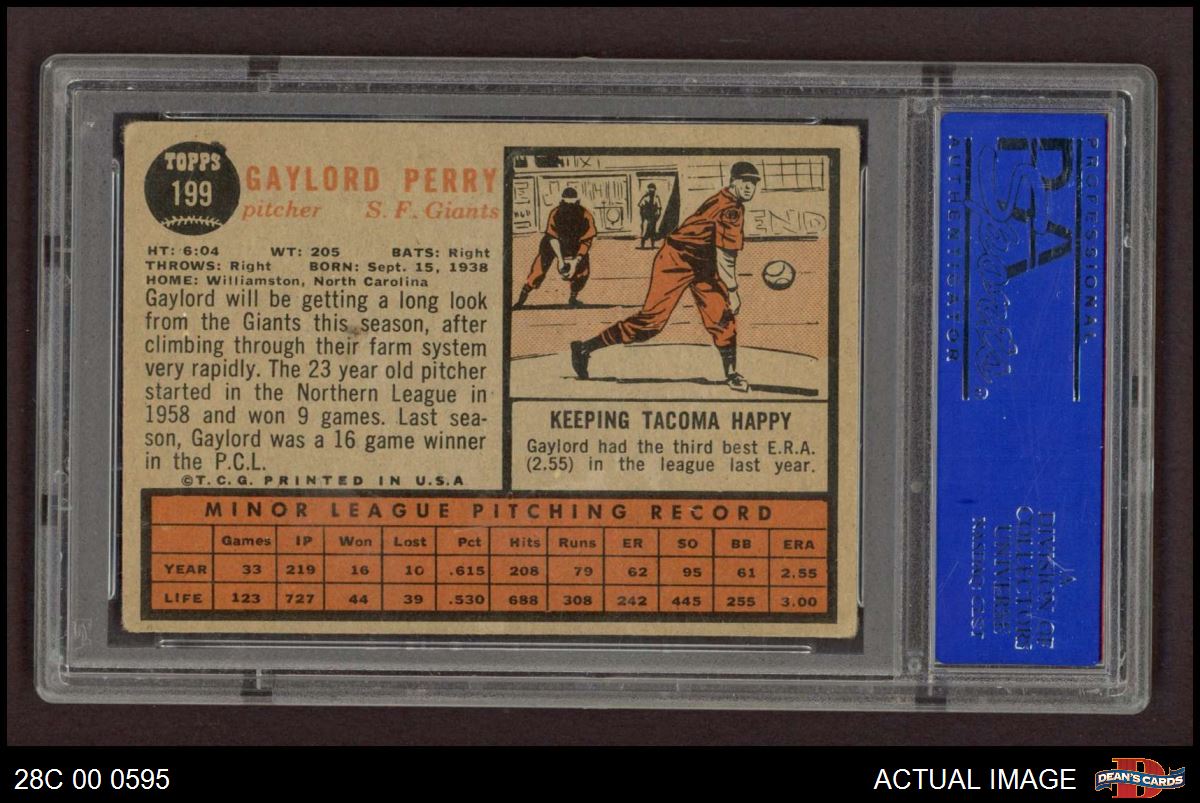 TOPPS
199
GAYLORD PERRY
pitcher S. F. Giants
HT: 6:04 WT: 205 BATS: Right
THROWS: Right BORN: Sept. 15, 1938
HOME: Williamston, North Carolina
Gaylord will be getting a long look
from the Giants this season, after
climbing through their farm system
very rapidly. The 23 year old pitcher
started in the Northern League in
1958 and won 9 games. Last sea-
son, Gaylord was a 16 game winner
in the P.C.L.
©T.C.G. PRINTED IN U.S.A
END
KEEPING TACOMA HAPPY
Gaylord had the third best E.R.A.
(2.55) in the league last year.
MINOR LEAGUE PITCHING RECORD
Games IP Won Lost Pct Hits Runs ER SO BB ERA
YEAR 33 219 16 10 .615 208 79 62 95 61 2.55
LIFE 123 727 44 39 .530 688 308 242 445 255 3.00
PROFESSIONAL
PSA
AUTHENTICATOR
A
DIVISION OF
COLLECTORS
UNIVERSE
NASDAQ: CLCT
28C 00 0595
ACTUAL IMAGE
DEAN'S CARDS